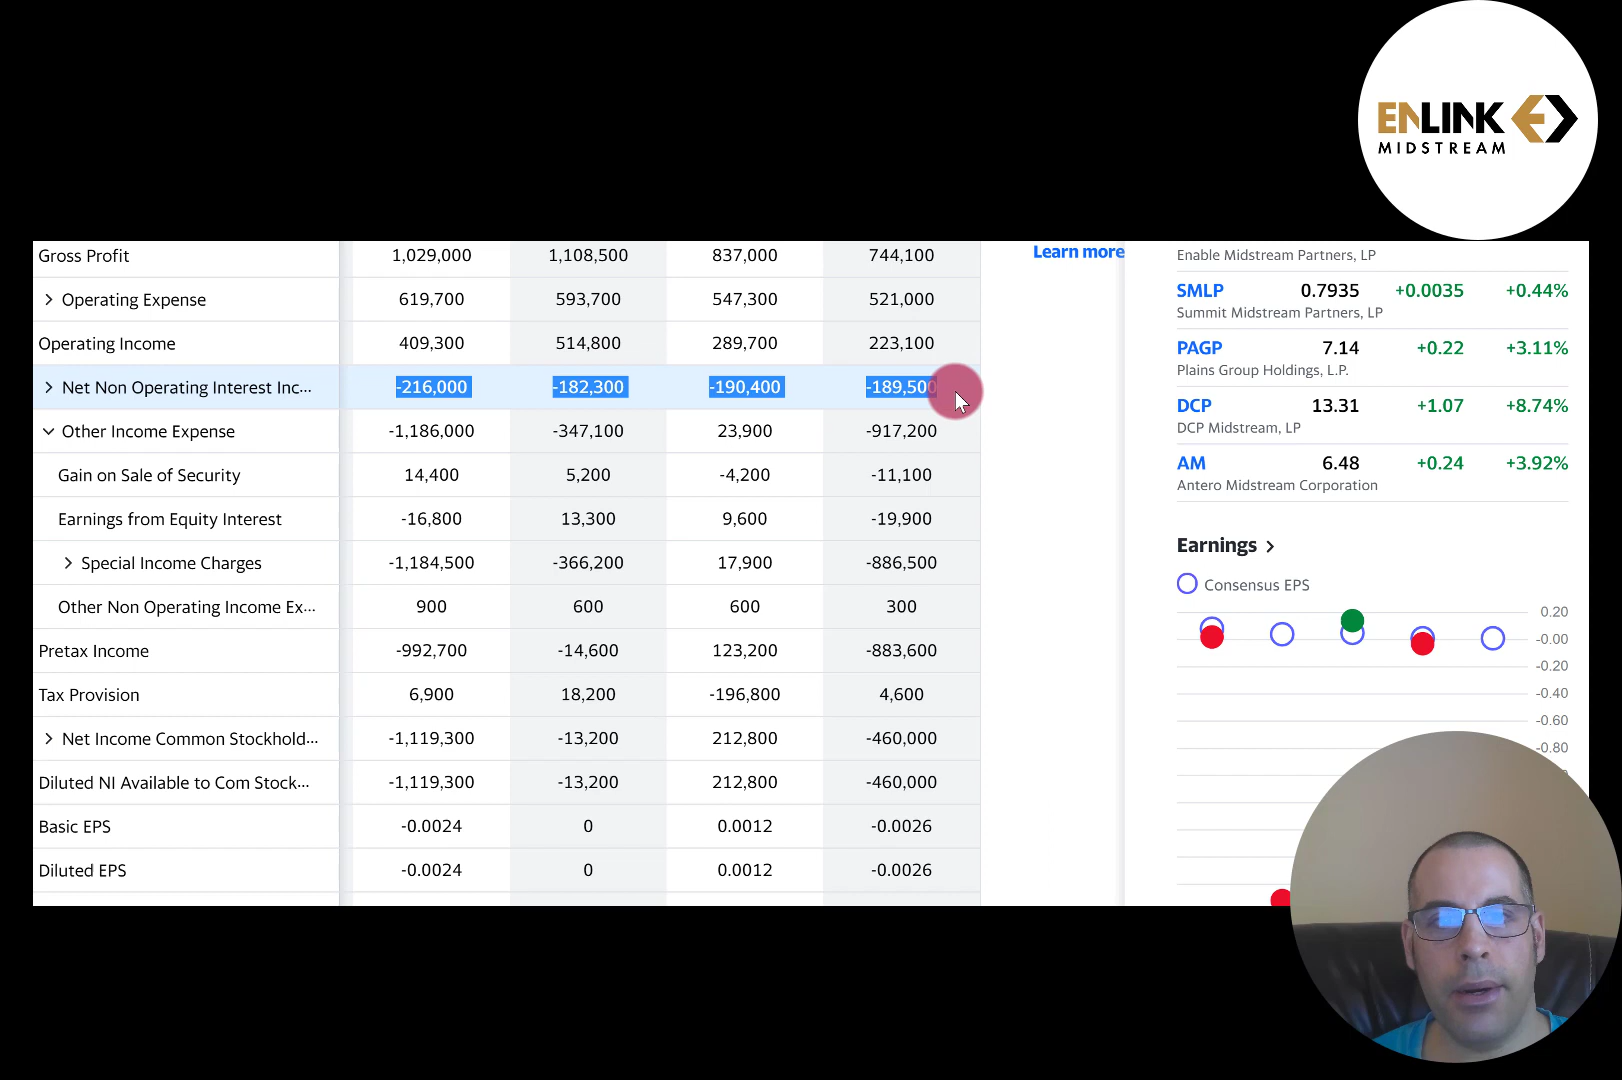 ENLINK
MIDSTREAM
Gross Profit 1,029,000 1,108,500 837,000 744,100
Operating Expense 619,700 593,700 547,300 521,000
Operating Income 409,300 514,800 289,700 223,100
Net Non Operating Interest Inc... -216,000 -182,300 -190,400 -189,500
Other Income Expense -1,186,000 -347,100 23,900 -917,200
Gain on Sale of Security 14,400 5,200 -4,200 -11,100
Earnings from Equity Interest -16,800 13,300 9,600 -19,900
Special Income Charges -1,184,500 -366,200 17,900 -886,500
Other Non Operating Income Ex... 900 600 600 300
Pretax Income -992,700 -14,600 123,200 -883,600
Tax Provision 6,900 18,200 -196,800 4,600
Net Income Common Stockhold... -1,119,300 -13,200 212,800 -460,000
Diluted NI Available to Com Stock... -1,119,300 -13,200 212,800 -460,000
Basic EPS -0.0024 0 0.0012 -0.0026
Diluted EPS -0.0024 0 0.0012 -0.0026
Learn more
Enable Midstream Partners, LP
SMLP 0.7935 +0.0035 +0.44%
Summit Midstream Partners, LP
PAGP 7.14 +0.22 +3.11%
Plains Group Holdings, L.P.
DCP 13.31 +1.07 +8.74%
DCP Midstream, LP
AM 6.48 +0.24 +3.92%
Antero Midstream Corporation
Earnings
Consensus EPS
0.20
-0.00
-0.20
-0.40
-0.60
-0.80